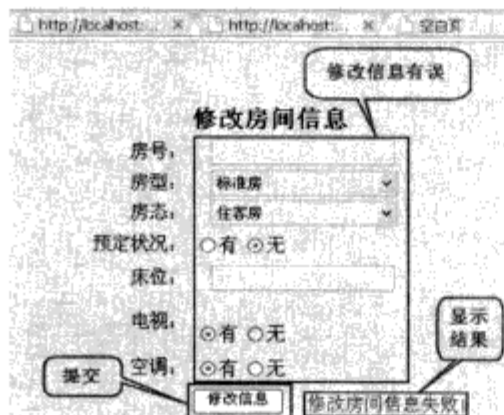 http://localhost:... × http://localhost:... × 空白页
修改信息有误
修改房间信息
房号:
房型: 标准房
房态: 住客房
预定状况: 有 无
床位:
电视: 有 无
显示结果
空调: 有 无
提交
修改信息 修改房间信息失败!